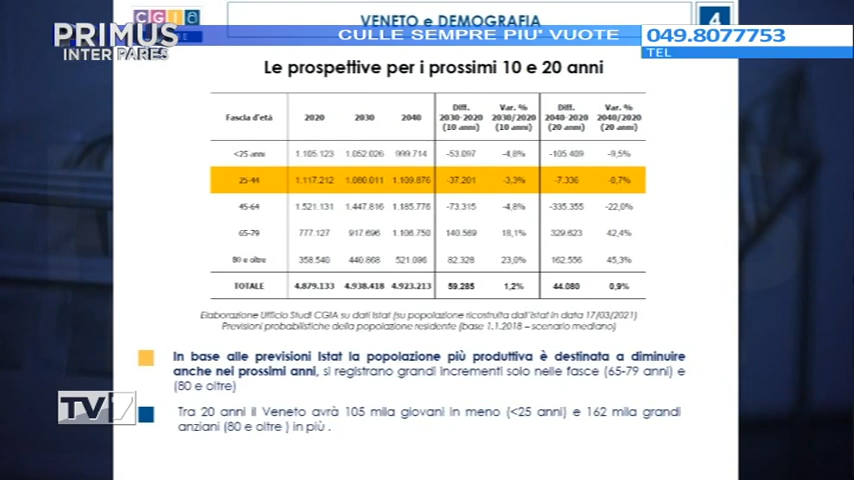 CGIA
VENETO e DEMOGRAFIA
4
PRIMUS
INTER PARES
CULLE SEMPRE PIU' VUOTE
049.8077753
TEL
Le prospettive per i prossimi 10 e 20 anni
Fascia d'età 2020 2030 2040 Diff. 2030-2020 (10 anni) Var. % 2030/2020 (10 anni) Diff. 2040-2020 (20 anni) Var. % 2040/2020 (20 anni)
<25 anni 1.105.123 1.052.026 999.714 -53.097 -4,8% -105.409 -9,5%
25-44 1.117.212 1.080.011 1.109.876 -37.201 -3,3% -7.336 -0,7%
45-64 1.521.131 1.447.816 1.185.776 -73.315 -4,8% -335.355 -22,0%
65-79 777.127 917.696 1.106.750 140.569 18,1% 329.623 42,4%
80 e oltre 358.540 440.868 521.096 82.328 23,0% 162.556 45,3%
TOTALE 4.879.133 4.938.418 4.923.213 59.285 1,2% 44.080 0,9%
Elaborazione Ufficio Studi CGIA su dati Istat (su popolazione ricostruita dall'Istat in data 17/03/2021)
Previsioni probabilistiche della popolazione residente (base 1.1.2018 – scenario mediano)
In base alle previsioni Istat la popolazione più produttiva è destinata a diminuire
anche nei prossimi anni, si registrano grandi incrementi solo nelle fasce (65-79 anni) e
(80 e oltre)
Tra 20 anni il Veneto avrà 105 mila giovani in meno (<25 anni) e 162 mila grandi
anziani (80 e oltre ) in più .
TV7